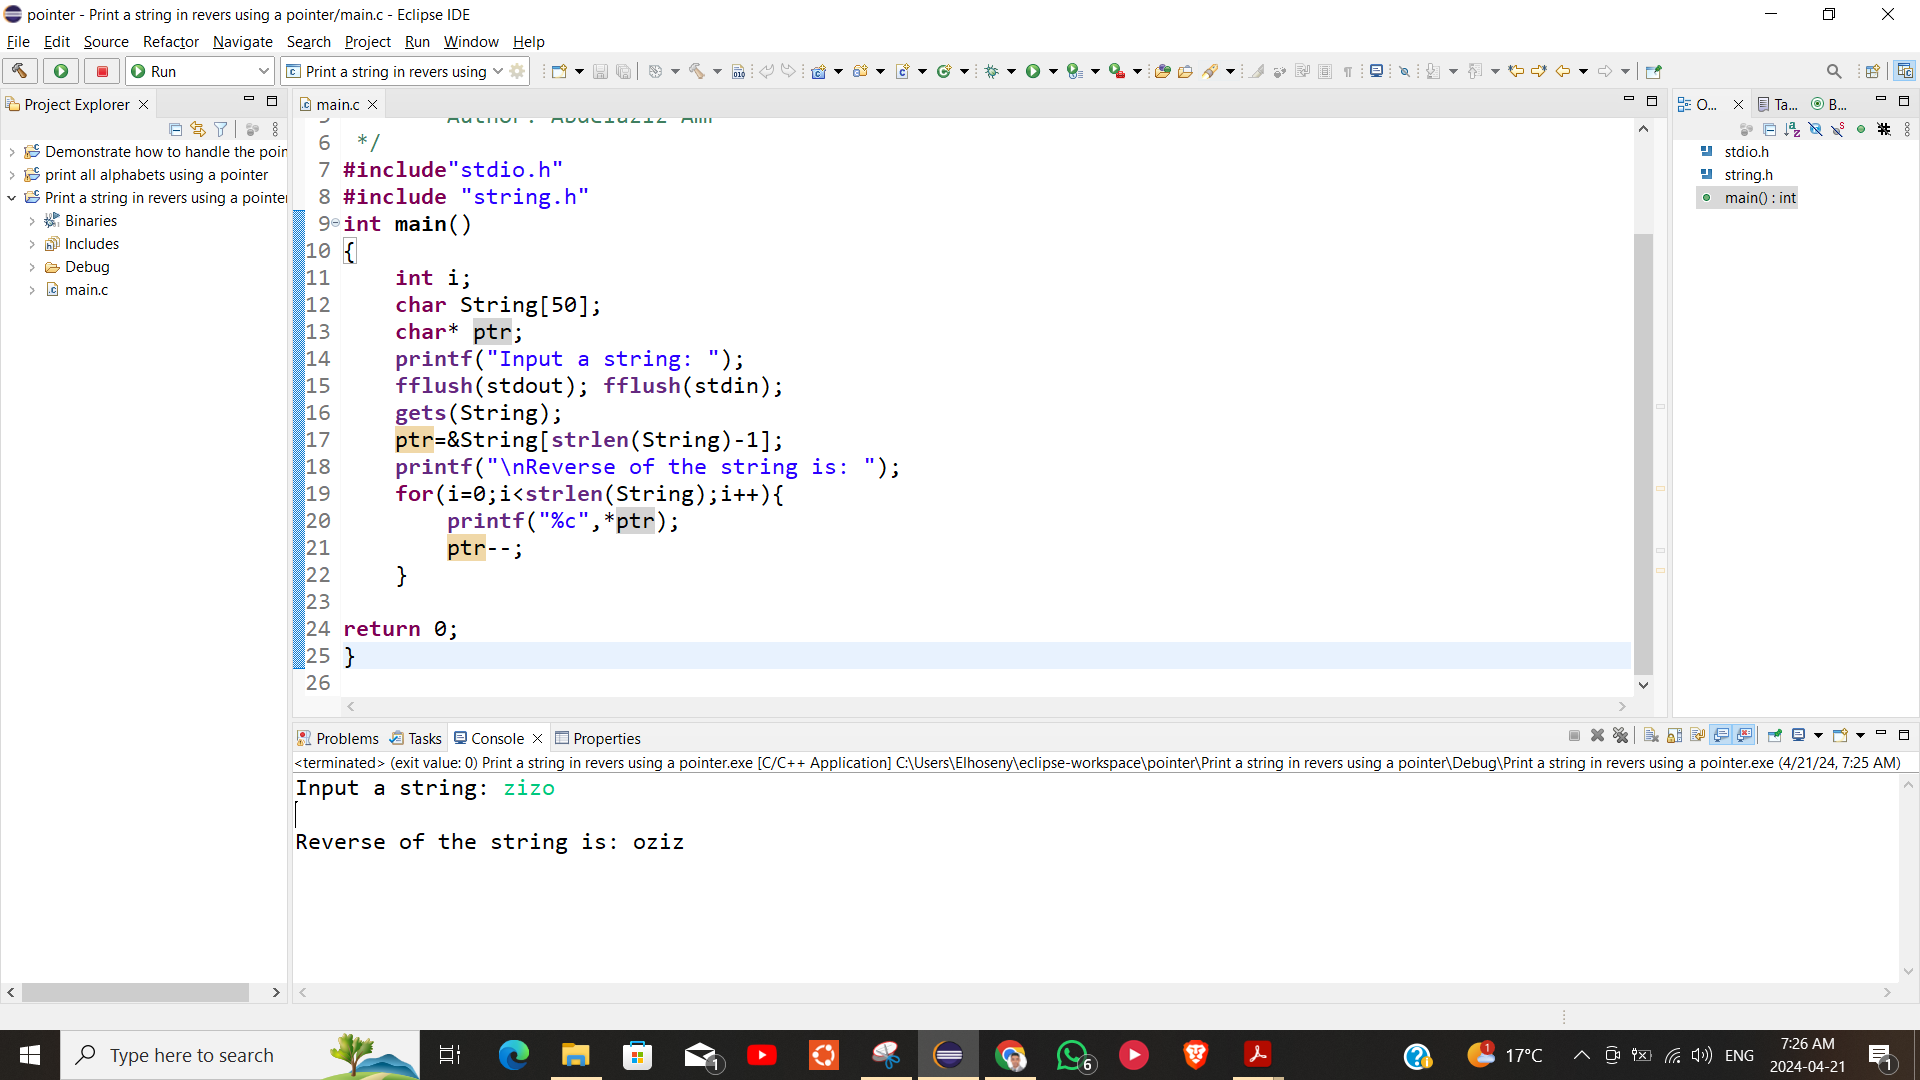 pointer - Print a string in revers using a pointer/main.c - Eclipse IDE
File Edit Source Refactor Navigate Search Project Run Window Help
Run
Print a string in revers using
Project Explorer
Demonstrate how to handle the poin
print all alphabets using a pointer
Print a string in revers using a pointer
Binaries
Includes
Debug
main.c
main.c
6 */
7 #include"stdio.h"
8 #include "string.h"
9 int main()
10 {
11 int i;
12 char String[50];
13 char* ptr;
14 printf("Input a string: ");
15 fflush(stdout); fflush(stdin);
16 gets(String);
17 ptr=&String[strlen(String)-1];
18 printf("\nReverse of the string is: ");
19 for(i=0;i<strlen(String);i++){
20 printf("%c",*ptr);
21 ptr--;
22 }
23
24 return 0;
25 }
26
O... Ta... B...
stdio.h
string.h
main() : int
Problems Tasks Console Properties
<terminated> (exit value: 0) Print a string in revers using a pointer.exe [C/C++ Application] C:\Users\Elhoseny\eclipse-workspace\pointer\Print a string in revers using a pointer\Debug\Print a string in revers using a pointer.exe (4/21/24, 7:25 AM)
Input a string: zizo
Reverse of the string is: oziz
Type here to search
1
6
1
17°C
ENG
7:26 AM
2024-04-21
1